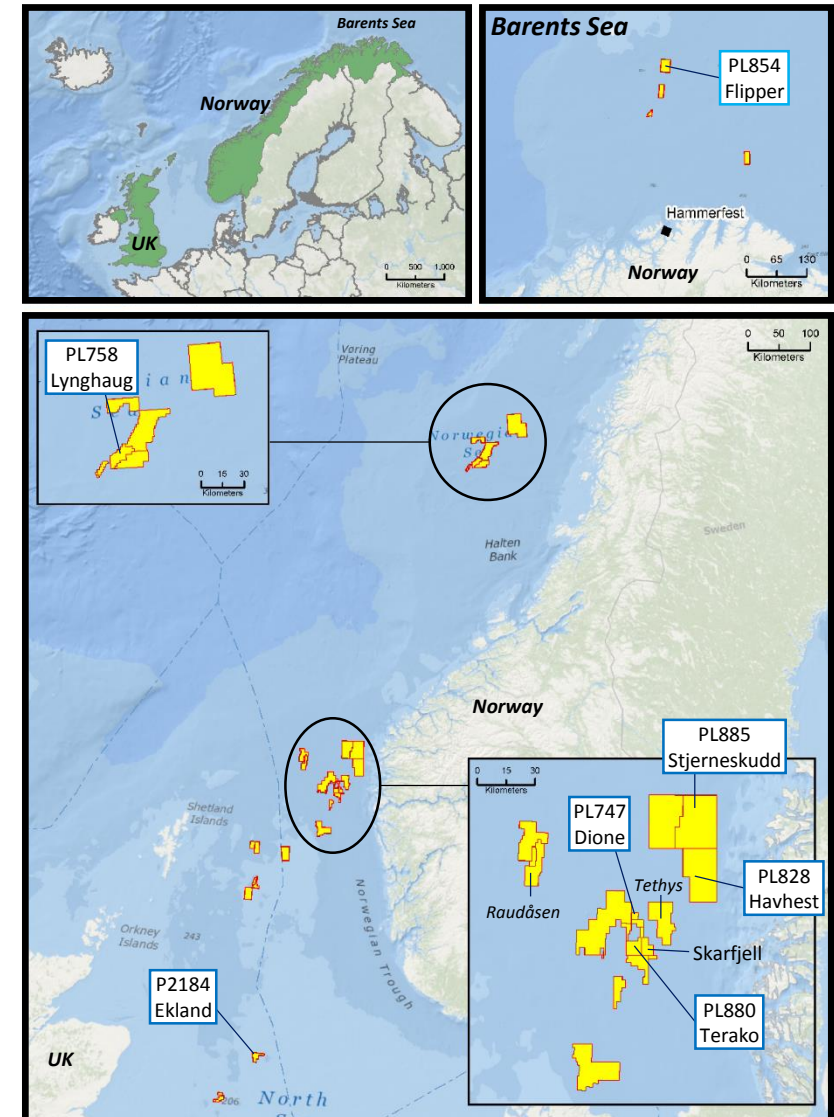 Barents Sea
Norway
UK
0 500 1,000
Kilometers
Barents Sea
PL854
Flipper
Hammerfest
Norway
0 65 130
Kilometers
PL758
Lynghaug
0 15 30
Kilometers
Vøring
Plateau
0 50 100
Kilometers
Halten
Bank
Sweden
Norway
Shetland
Islands
Orkney
Islands
243
Norwegian Trough
P2184
Ekland
UK
206
North
0 15 30
Kilometers
PL885
Stjerneskudd
PL747
Dione
Tethys
PL828
Havhest
Raudåsen
Skarfjell
PL880
Terako